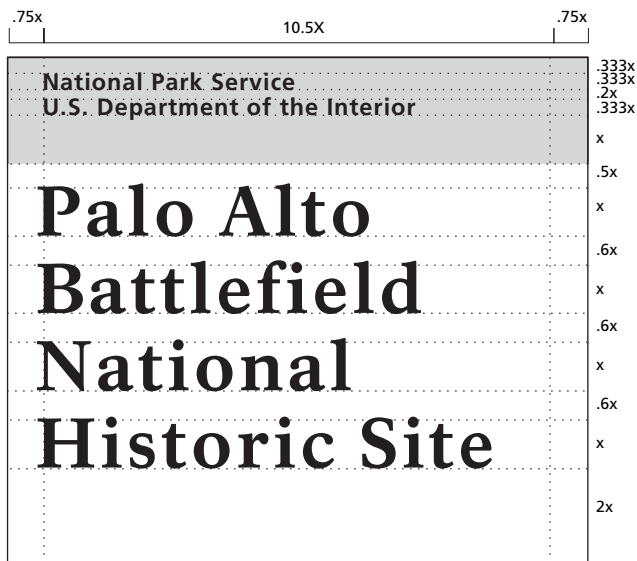 .75x 10.5X .75x
National Park Service
U.S. Department of the Interior
.333x
.333x
.2x
.333x
x
.5x
Palo Alto
x
.6x
Battlefield
x
.6x
National
x
.6x
Historic Site
x
2x